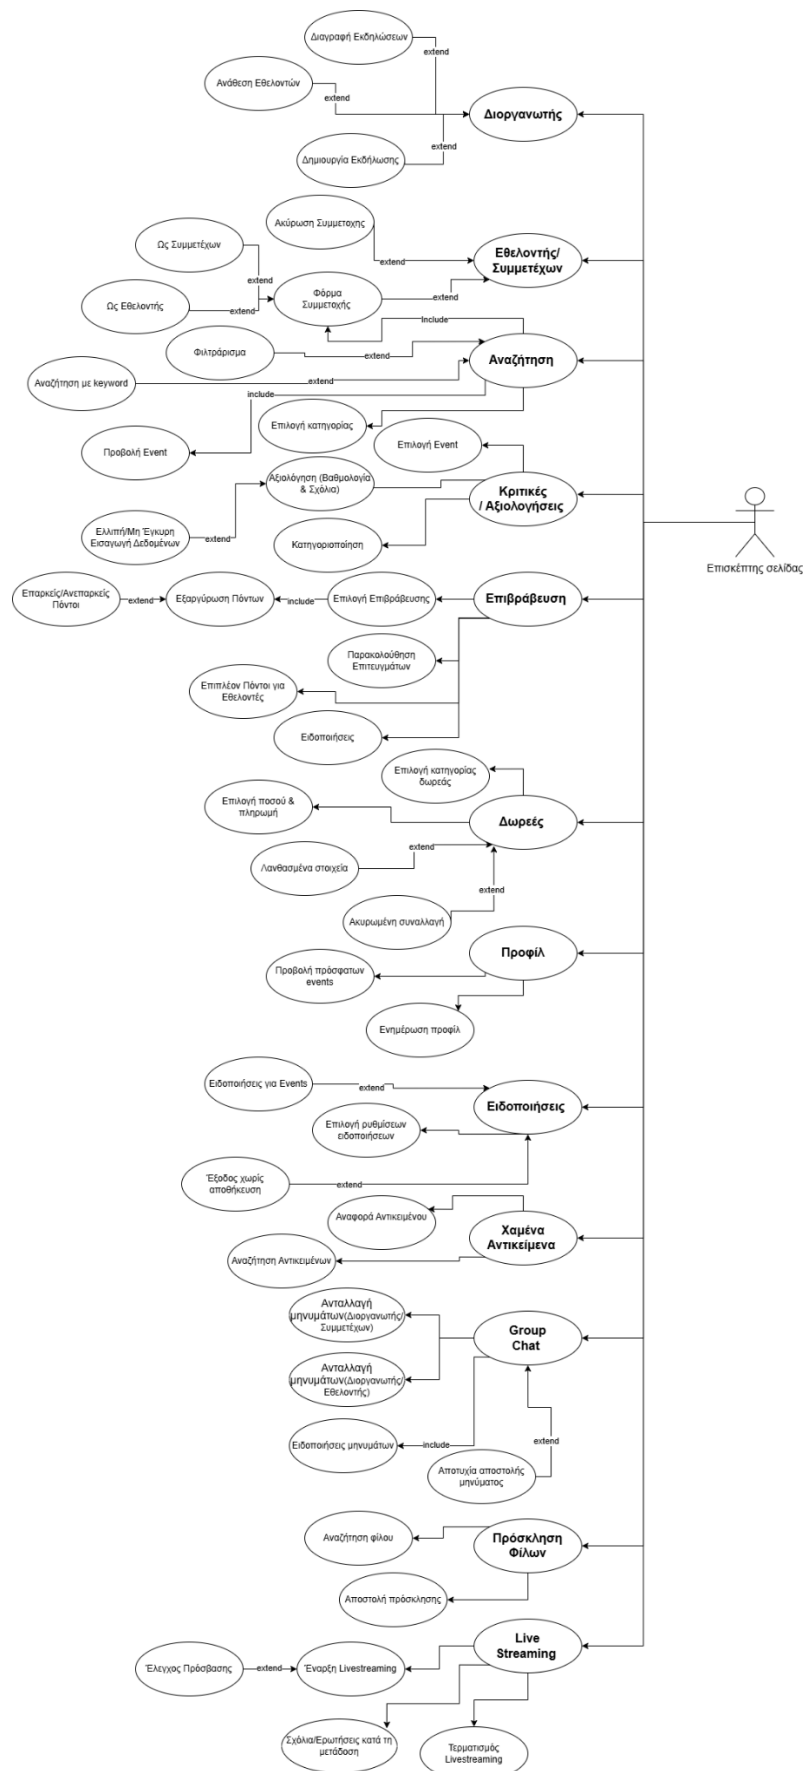 Διαγραφή Εκδηλώσεων
extend
Ανάθεση Εθελοντών
extend
Διοργανωτής
extend
Δημιουργία Εκδήλωσης
Ακύρωση Συμμετοχης
Ως Συμμετέχων
extend
Εθελοντής/
Συμμετέχων
extend
Φόρμα
Συμμετοχής
extend
Ως Εθελοντής
extend
Include
Φιλτράρισμα
extend
Αναζήτηση
Αναζήτηση με keyword
extend
include
Επιλογή κατηγορίας
Επιλογή Event
Προβολή Event
Αξιολόγηση (Βαθμολογία
& Σχόλια)
Κριτικές
/ Αξιολογήσεις
Ελλιπή/Μη Έγκυρη
Εισαγωγή Δεδομένων
extend
Κατηγοριοποίηση
Επισκέπτης σελίδας
Επαρκείς/Ανεπαρκείς
Πόντοι
extend
Εξαργύρωση Πόντων
include
Επιλογή Επιβράβευσης
Επιβράβευση
Παρακολούθηση
Επιτευγμάτων
Επιπλέον Πόντοι για
Εθελοντές
Ειδοποιήσεις
Επιλογή κατηγορίας
δωρεάς
Επιλογή ποσού &
πληρωμή
Δωρεές
extend
Λανθασμένα στοιχεία
extend
Ακυρωμένη συναλλαγή
Προφίλ
Προβολή πρόσφατων
events
Ενημέρωση προφίλ
Ειδοποιήσεις για Events
extend
Ειδοποιήσεις
Επιλογή ρυθμίσεων
ειδοποιήσεων
Έξοδος χωρίς
αποθήκευση
extend
Αναφορά Αντικειμένου
Χαμένα
Αντικείμενα
Αναζήτηση Αντικειμένων
Ανταλλαγή
μηνυμάτων(Διοργανωτής/
Συμμετέχων)
Group
Chat
Ανταλλαγή
μηνυμάτων(Διοργανωτής/
Εθελοντής)
Ειδοποιήσεις μηνυμάτων
include
extend
Αποτυχία αποστολής
μηνύματος
Αναζήτηση φίλου
Πρόσκληση
Φίλων
Αποστολή πρόσκλησης
Live
Streaming
Έλεγχος Πρόσβασης
extend
Έναρξη Livestreaming
Σχόλια/Ερωτήσεις κατά τη
μετάδοση
Τερματισμός
Livestreaming